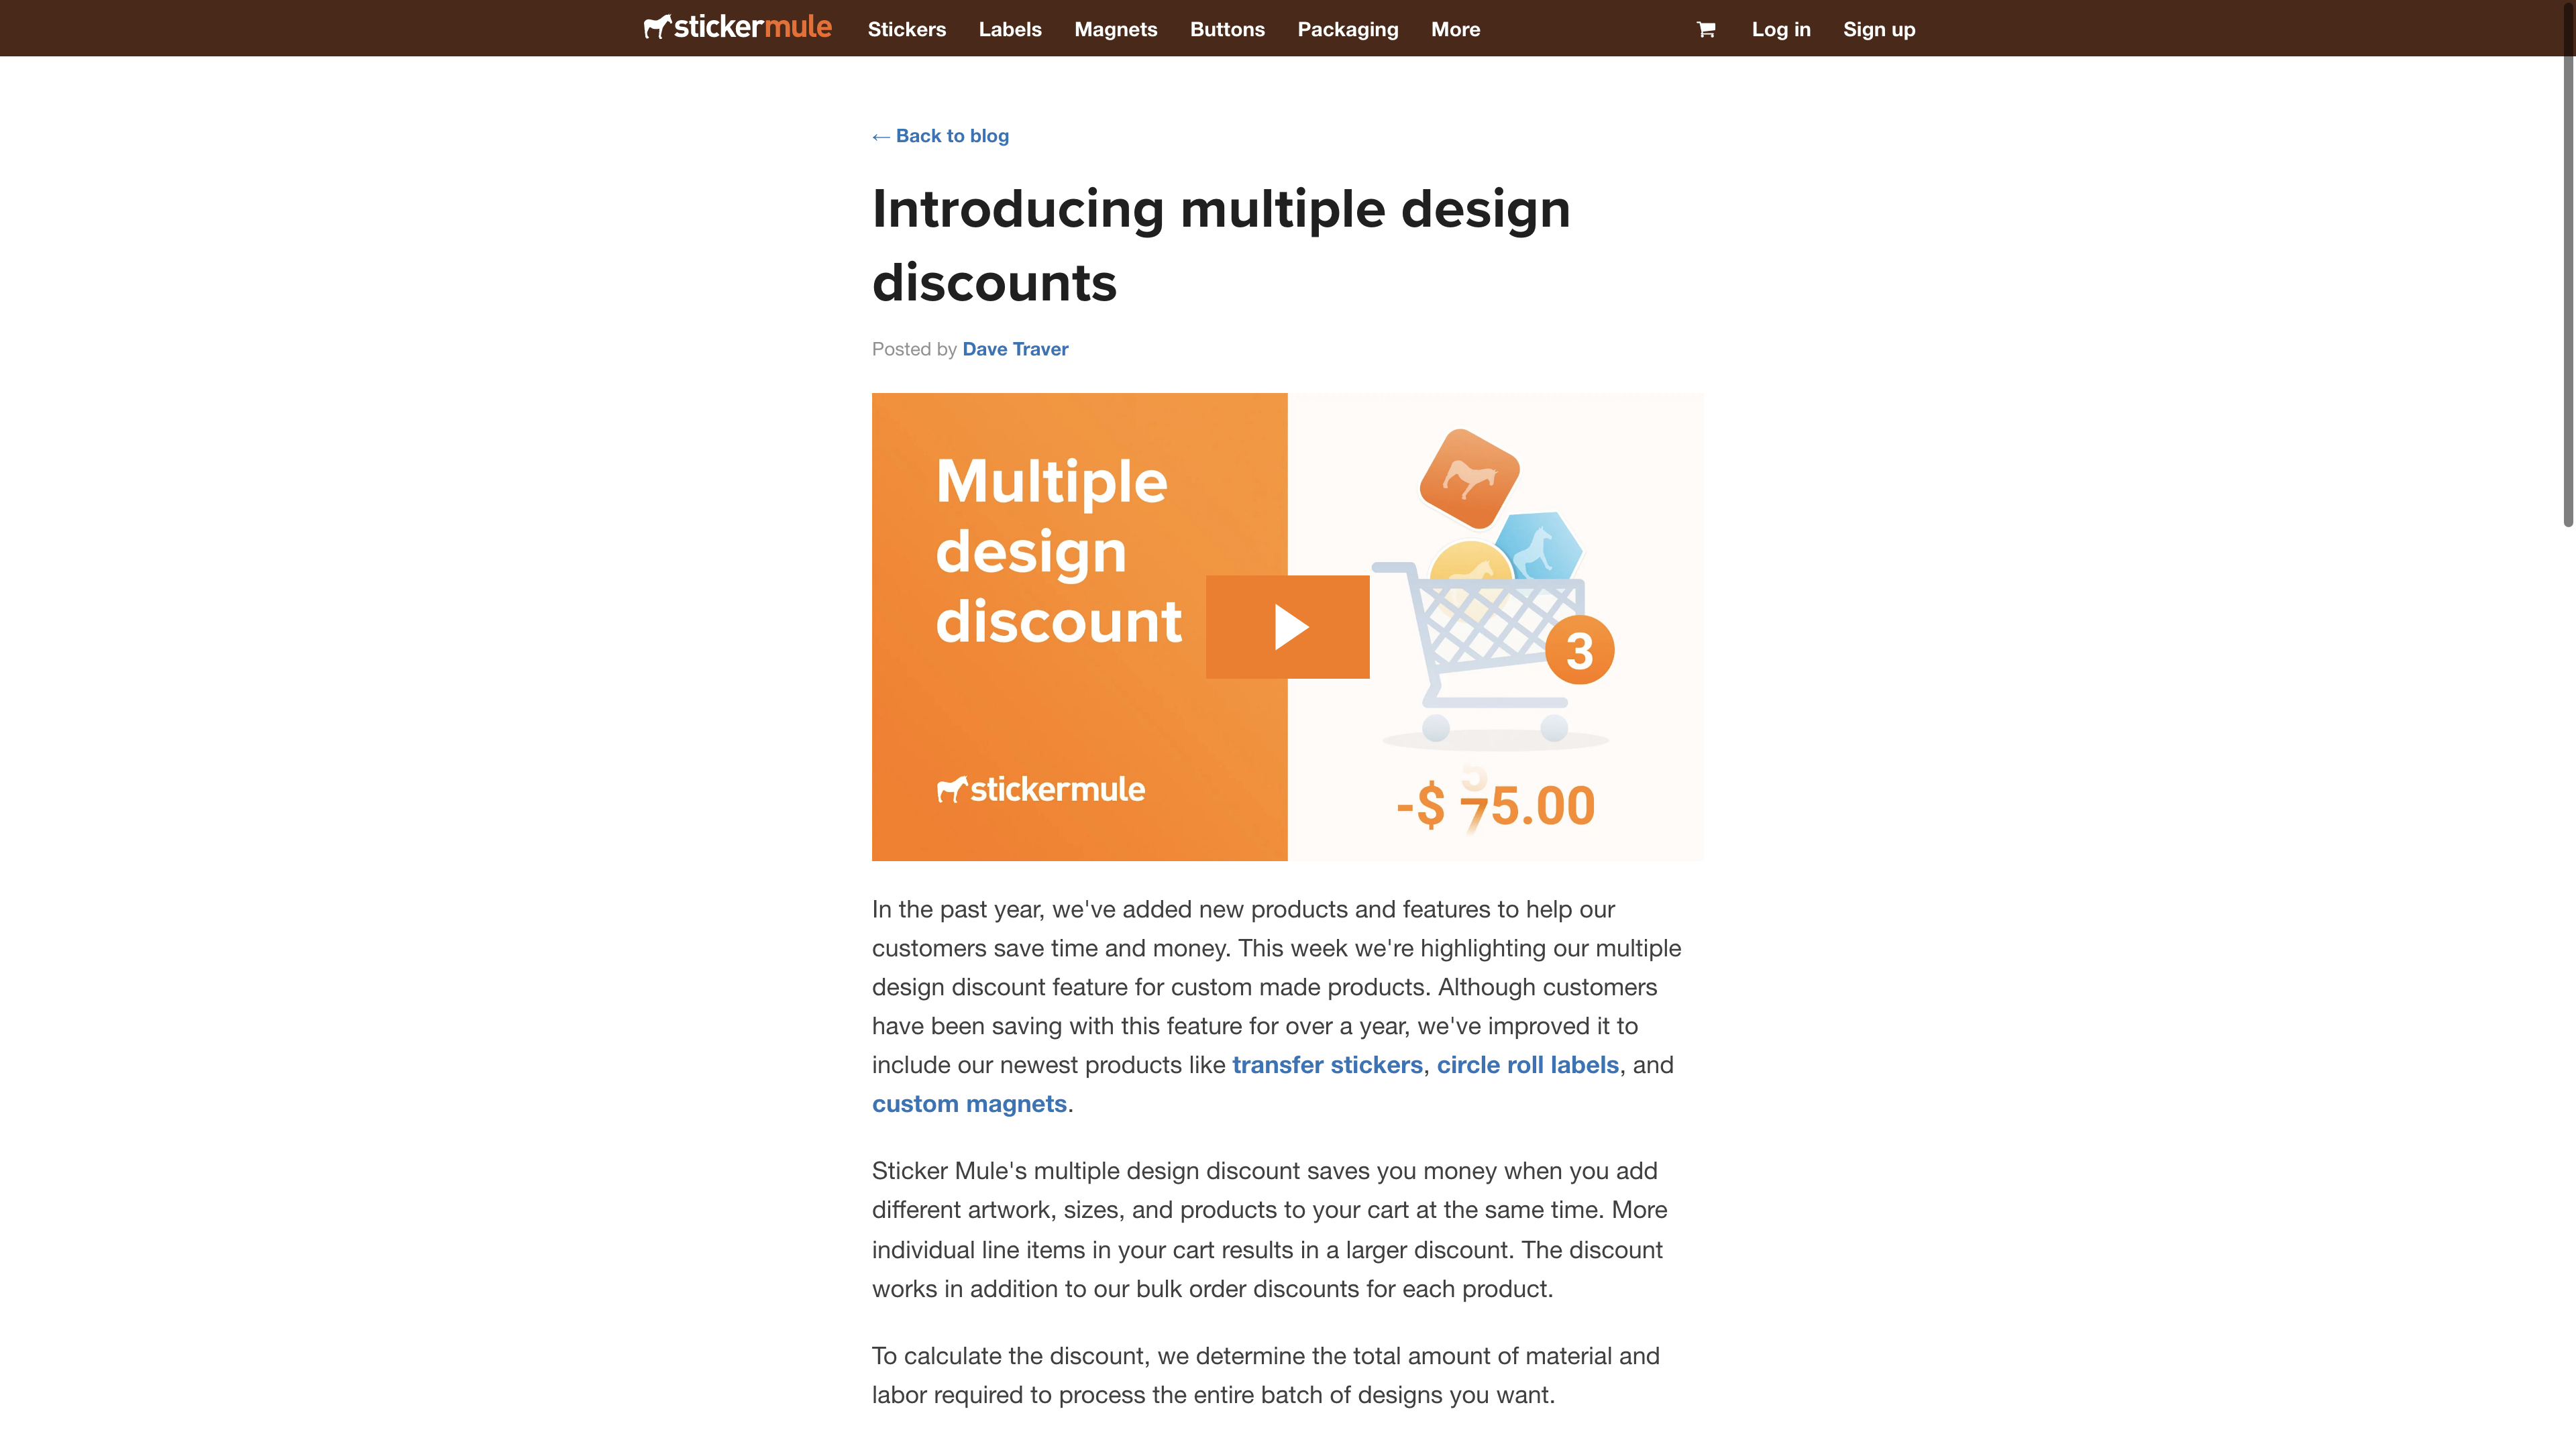 stickermule Stickers Labels Magnets Buttons Packaging More Log in Sign up
← Back to blog
Introducing multiple design
discounts
Posted by Dave Traver
Multiple
design
discount
stickermule
3
-$ 75.00
In the past year, we've added new products and features to help our
customers save time and money. This week we're highlighting our multiple
design discount feature for custom made products. Although customers
have been saving with this feature for over a year, we've improved it to
include our newest products like transfer stickers, circle roll labels, and
custom magnets.
Sticker Mule's multiple design discount saves you money when you add
different artwork, sizes, and products to your cart at the same time. More
individual line items in your cart results in a larger discount. The discount
works in addition to our bulk order discounts for each product.
To calculate the discount, we determine the total amount of material and
labor required to process the entire batch of designs you want.